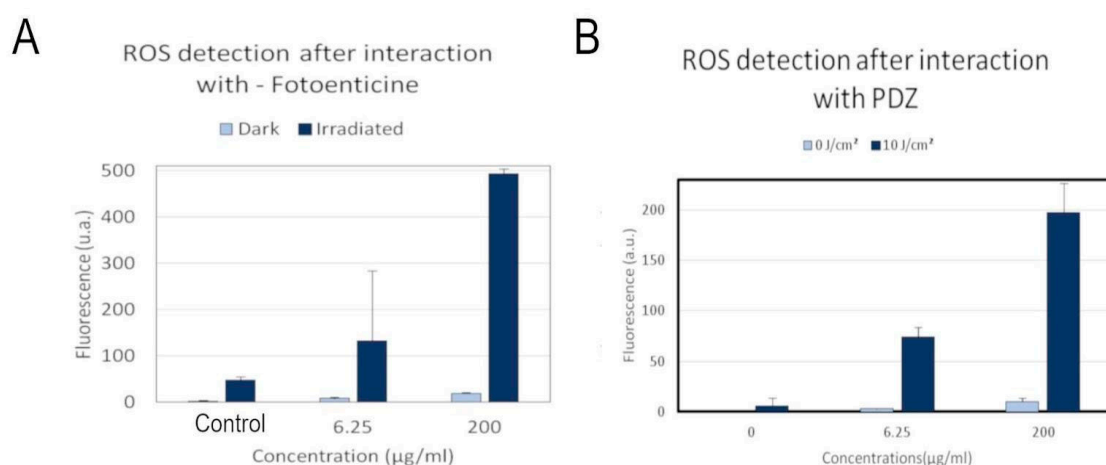 A
ROS detection after interaction
with - Fotoenticine
Dark Irradiated
500
400
300
200
100
0
Fluorescence (u.a.)
Control 6.25 200
Concentration (µg/ml)
B
ROS detection after interaction
with PDZ
0 J/cm² 10 J/cm²
200
150
100
50
0
Fluorescence (a.u.)
0 6.25 200
Concentrations(µg/ml)